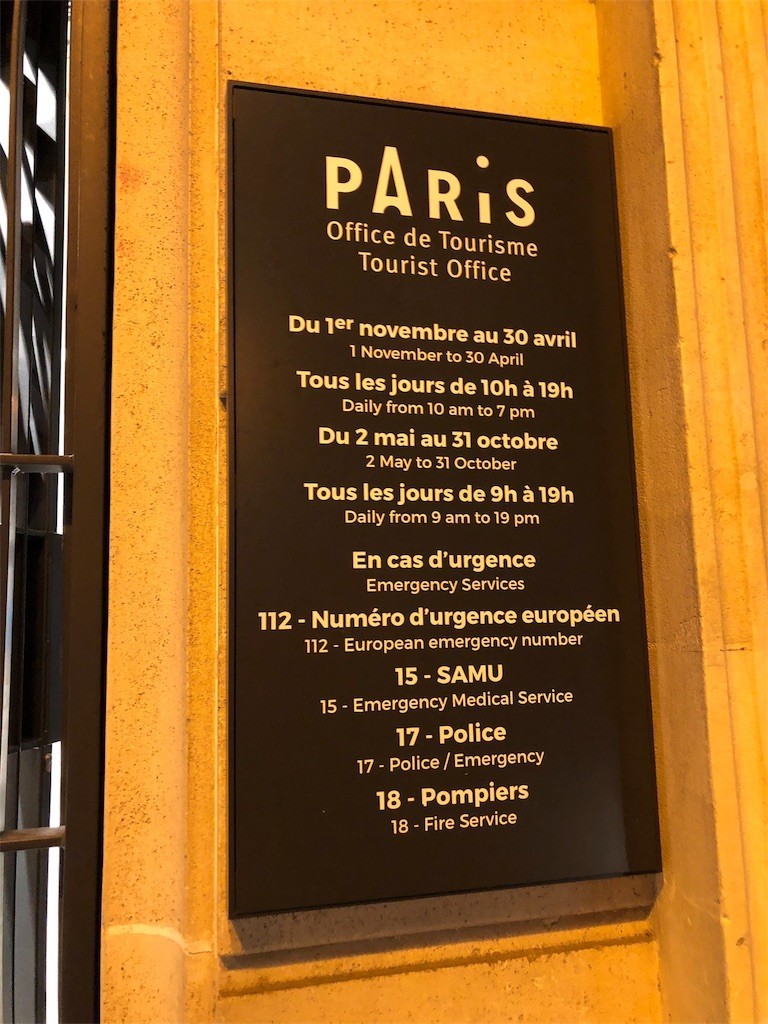 PARiS
Office de Tourisme
Tourist Office
Du 1er novembre au 30 avril
1 November to 30 April
Tous les jours de 10h à 19h
Daily from 10 am to 7 pm
Du 2 mai au 31 octobre
2 May to 31 October
Tous les jours de 9h à 19h
Daily from 9 am to 19 pm
En cas d'urgence
Emergency Services
112 - Numéro d'urgence européen
112 - European emergency number
15 - SAMU
15 - Emergency Medical Service
17 - Police
17 - Police / Emergency
18 - Pompiers
18 - Fire Service